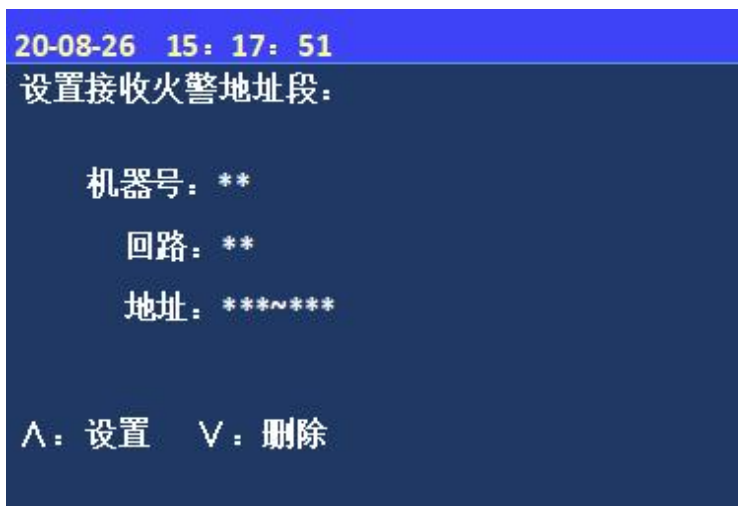 20-08-26 15：17：51
设置接收火警地址段：
机器号：**
回路：**
地址：***~***
∧：设置 ∨：删除